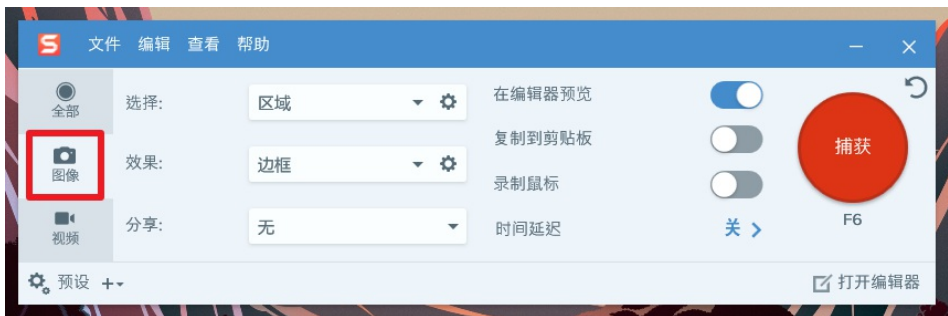 S 文件 编辑 查看 帮助
全部
选择: 区域
在编辑器预览
复制到剪贴板
捕获
图像
效果: 边框
录制鼠标
视频
分享: 无
时间延迟 关
F6
预设
打开编辑器